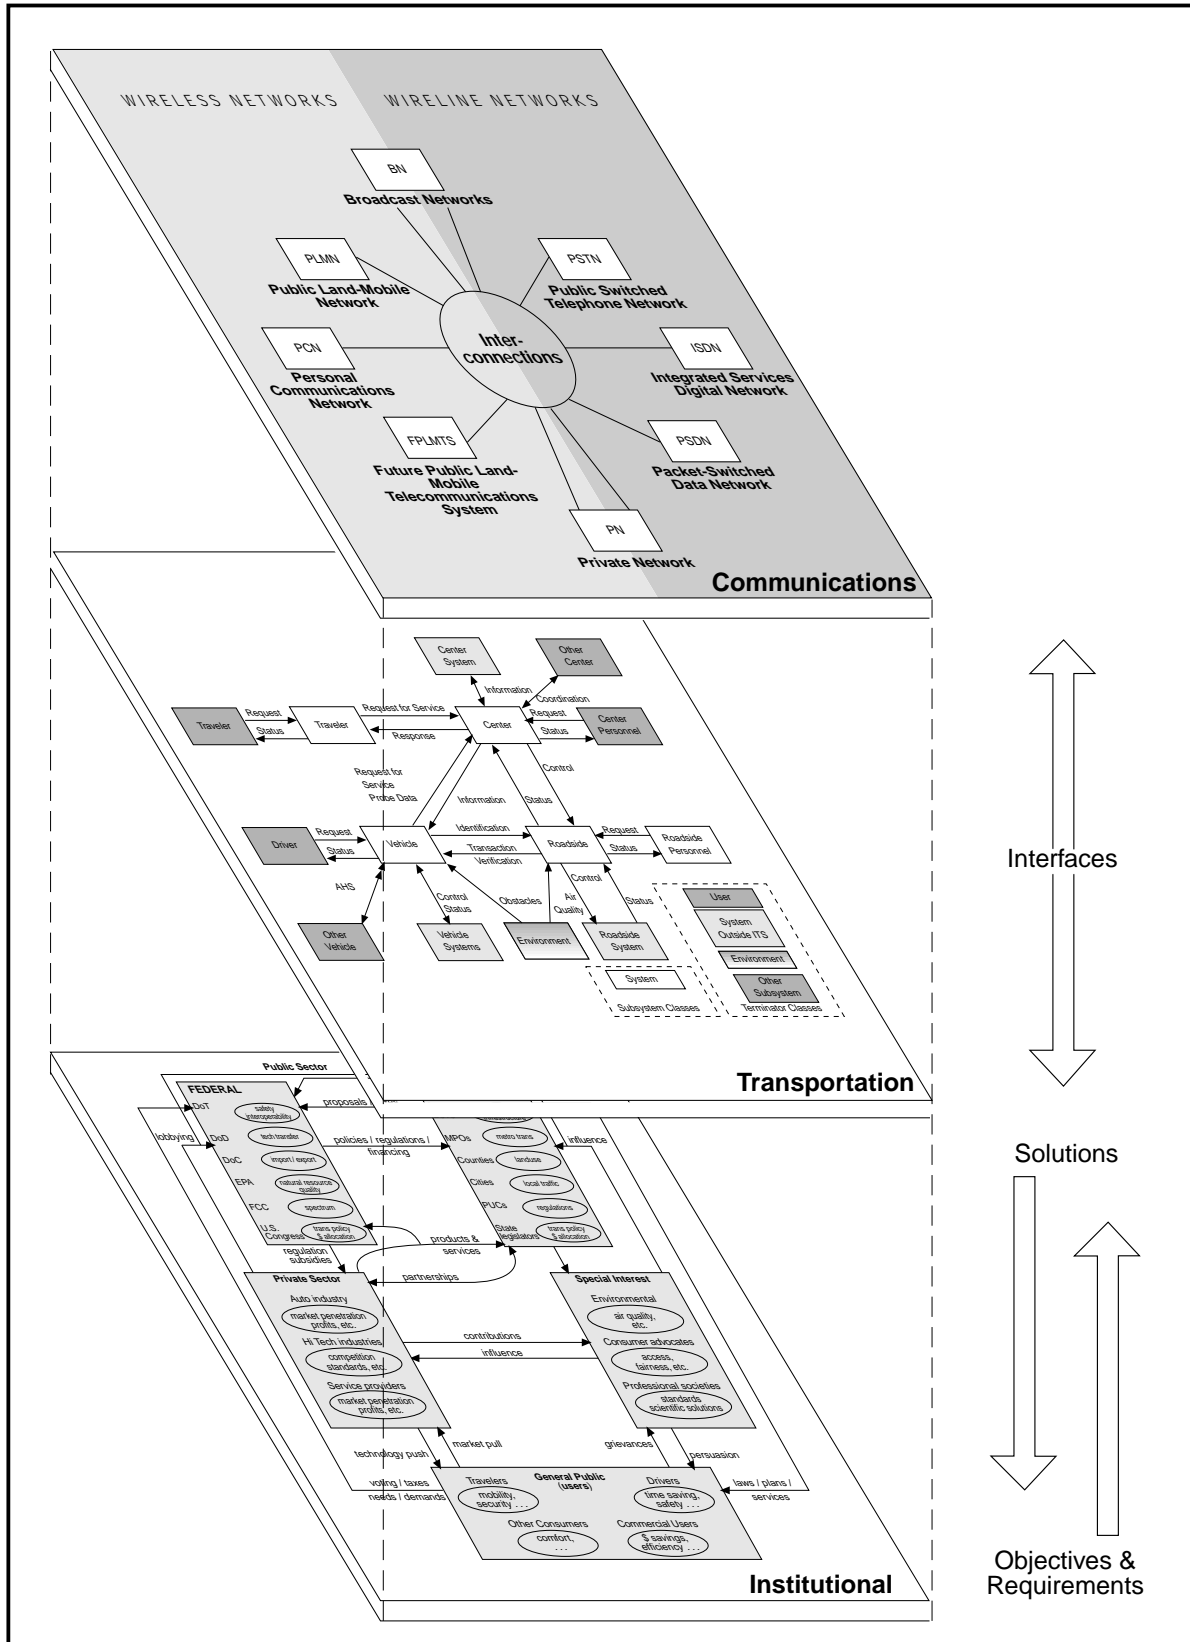 WIRELESS NETWORKS
WIRELINE NETWORKS
BN
Broadcast Networks
PLMN
Public Land-Mobile
Network
PSTN
Public Switched
Telephone Network
PCN
Personal
Communications
Network
Inter-
connections
ISDN
Integrated Services
Digital Network
FPLMTS
Future Public Land-
Mobile
Telecommunications
System
PSDN
Packet-Switched
Data Network
PN
Private Network
Communications
Center
System
Other
Center
Information
Coordination
Traveler
Request
Status
Traveler
Request for Service
Response
Center
Request
Status
Center
Personnel
Request for
Service
Probe Data
Information
Status
Control
Driver
Request
Status
Vehicle
Identification
Transaction
Verification
Roadside
Request
Status
Roadside
Personnel
AHS
Control
Status
Obstacles
Air
Quality
Control
Status
Other
Vehicle
Vehicle
Systems
Environment
Roadside
System
User
System
Outside ITS
Environment
Other
Subsystem
Terminator Classes
System
Subsystem Classes
Transportation
Interfaces
Public Sector
FEDERAL
DoT
safety
interoperability
DoD
tech transfer
DoC
import / export
EPA
natural resource
quality
FCC
spectrum
U.S.
Congress
trans policy
$ allocation
lobbying
proposals /
policies / regulations /
financing
MPOs
metro trans
Counties
landuse
Cities
local traffic
PUCs
regulations
State
legislators
trans policy
$ allocation
influence
products &
services
regulation
subsidies
partnerships
Private Sector
Auto industry
market penetration
profits, etc.
Hi Tech industries
competition
standards, etc.
Service providers
market penetration
profits, etc.
contributions
influence
Special Interest
Environmental
air quality,
etc.
Consumer advocates
access,
fairness, etc.
Professional societies
standards
scientific solutions
technology push
market pull
grievances
persuasion
voting / taxes
needs / demands
laws / plans /
services
General Public
(users)
Travelers
mobility,
security . . .
Drivers
time saving,
safety . . .
Other Consumers
comfort,
. . .
Commercial Users
$ savings,
efficiency . . .
Institutional
Solutions
Objectives &
Requirements